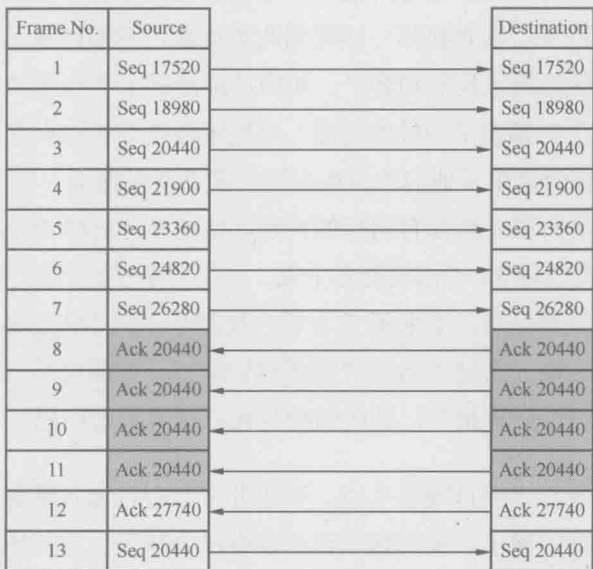 Frame No. Source Destination
1 Seq 17520 Seq 17520
2 Seq 18980 Seq 18980
3 Seq 20440 Seq 20440
4 Seq 21900 Seq 21900
5 Seq 23360 Seq 23360
6 Seq 24820 Seq 24820
7 Seq 26280 Seq 26280
8 Ack 20440 Ack 20440
9 Ack 20440 Ack 20440
10 Ack 20440 Ack 20440
11 Ack 20440 Ack 20440
12 Ack 27740 Ack 27740
13 Seq 20440 Seq 20440